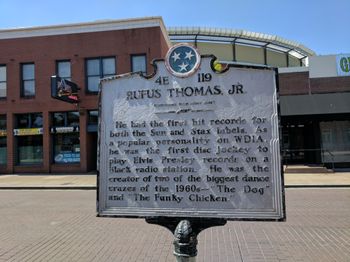 4E 119
RUFUS THOMAS, JR.
He had the first hit records for
both the Sun and Stax labels. As
a popular personality on WDIA,
he was the first disc jockey to
play Elvis Presley records on a
Black radio station. He was the
creator of two of the biggest dance
crazes of the 1960s—"The Dog"
and "The Funky Chicken."